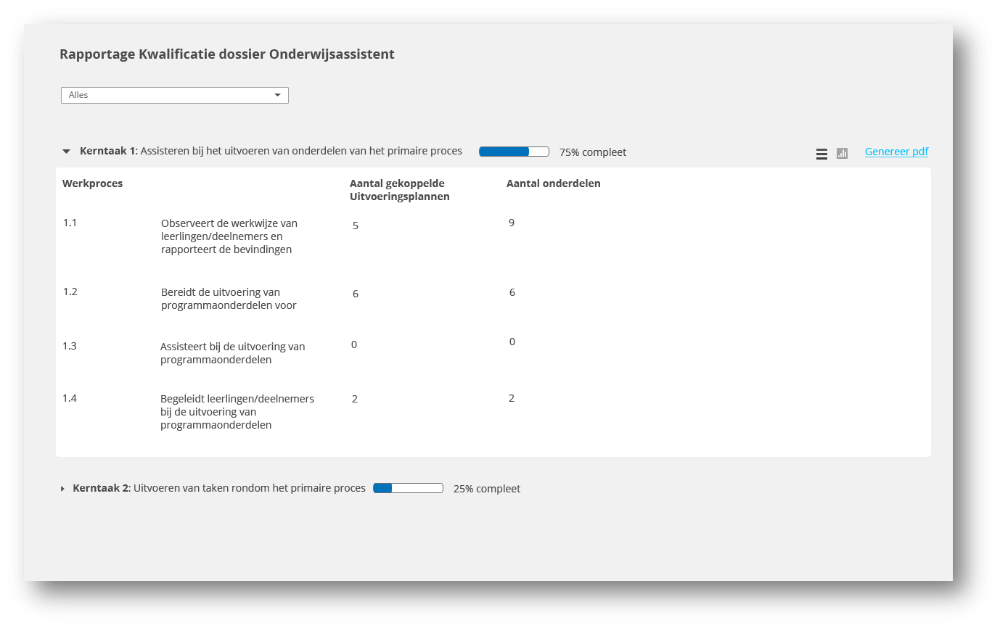 Rapportage Kwalificatie dossier Onderwijsassistent
Alles
Kerntaak 1: Assisteren bij het uitvoeren van onderdelen van het primaire proces 75% compleet Genereer pdf
Werkproces Aantal gekoppelde Aantal onderdelen
Uitvoeringsplannen
1.1 Observeert de werkwijze van 5 9
leerlingen/deelnemers en
rapporteert de bevindingen
1.2 Bereidt de uitvoering van 6 6
programmaonderdelen voor
1.3 Assisteert bij de uitvoering van 0 0
programmaonderdelen
1.4 Begeleidt leerlingen/deelnemers 2 2
bij de uitvoering van
programmaonderdelen
Kerntaak 2: Uitvoeren van taken rondom het primaire proces 25% compleet